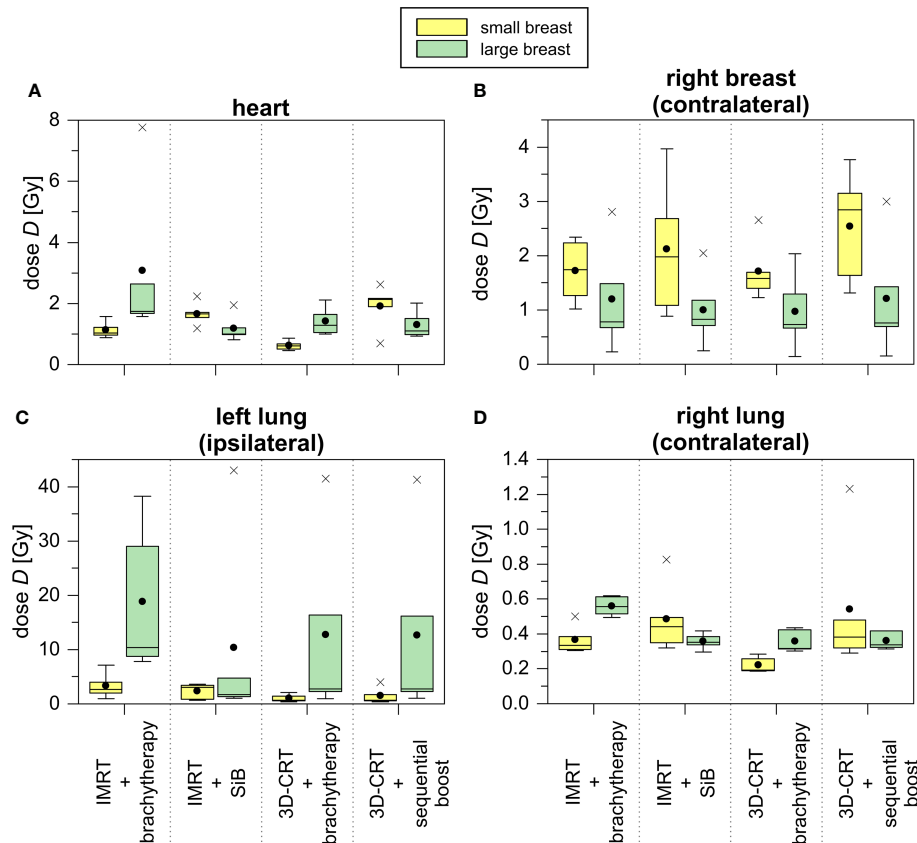 small breast
large breast
A
heart
dose D [Gy]
8
6
4
2
0
B
right breast
(contralateral)
dose D [Gy]
4
3
2
1
0
C
left lung
(ipsilateral)
dose D [Gy]
40
30
20
10
0
IMRT
+
brachytherapy
IMRT
+
SiB
3D-CRT
+
brachytherapy
3D-CRT
+
sequential
boost
D
right lung
(contralateral)
dose D [Gy]
1.4
1.2
1.0
0.8
0.6
0.4
0.2
0.0
IMRT
+
brachytherapy
IMRT
+
SiB
3D-CRT
+
brachytherapy
3D-CRT
+
sequential
boost